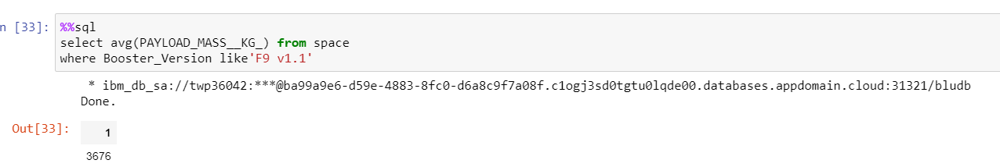 n [33]: %%sql
select avg(PAYLOAD_MASS__KG_) from space
where Booster_Version like'F9 v1.1'
* ibm_db_sa://twp36042:***@ba99a9e6-d59e-4883-8fc0-d6a8c9f7a08f.c1ogj3sd0tgtu0lqde00.databases.appdomain.cloud:31321/bludb
Done.
Out[33]: 1
3676